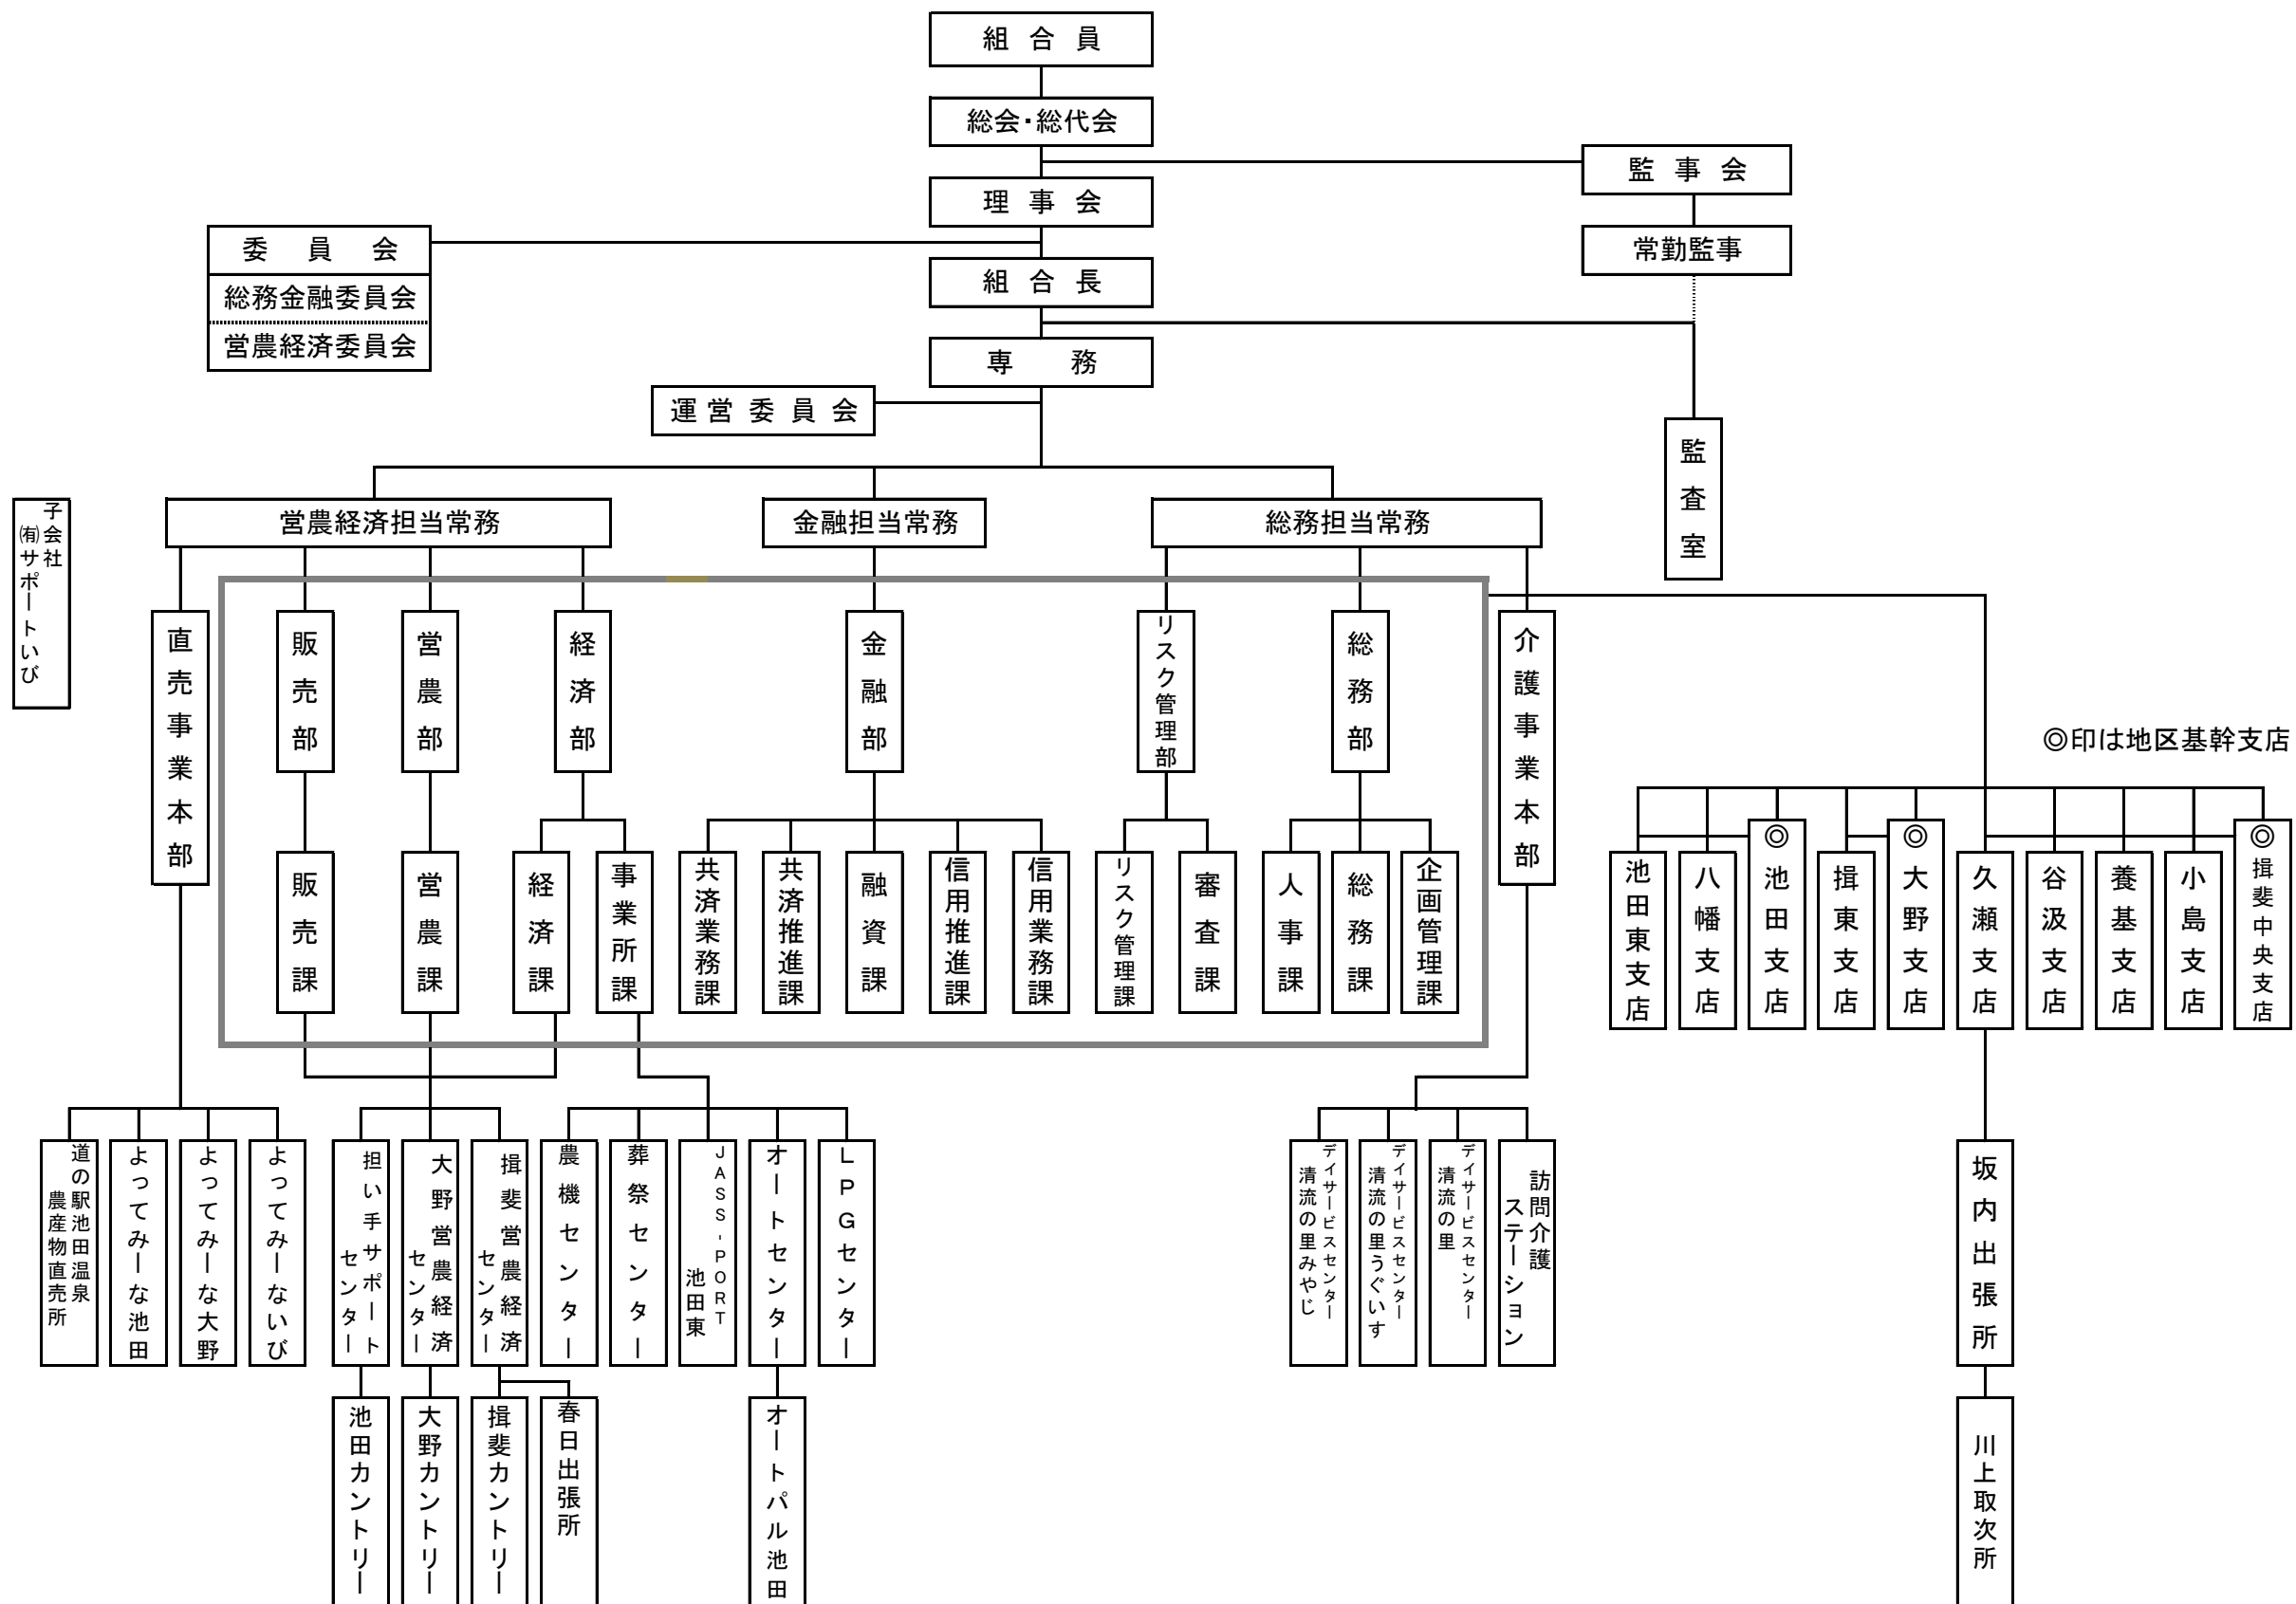 組合員
総会・総代会
監事会
理事会
委員会
総務金融委員会
営農経済委員会
常勤監事
組合長
専務
運営委員会
監査室
子会社
㈲サポートいび
営農経済担当常務
金融担当常務
総務担当常務
直売事業本部
販売部
営農部
経済部
金融部
リスク管理部
総務部
介護事業本部
◎印は地区基幹支店
販売課
営農課
経済課
事業所課
共済業務課
共済推進課
融資課
信用推進課
信用業務課
リスク管理課
審査課
人事課
総務課
企画管理課
池田東支店
八幡支店
◎池田支店
揖東支店
◎大野支店
久瀬支店
谷汲支店
養基支店
小島支店
◎揖斐中央支店
道の駅池田温泉
農産物直売所
よってみーな池田
よってみーな大野
よってみーないび
担い手サポート
センター
大野営農経済
センター
揖斐営農経済
センター
農機センター
葬祭センター
JASS-PORT
池田東
オートセンター
LPGセンター
デイサービスセンター
清流の里みやじ
デイサービスセンター
清流の里うぐいす
デイサービスセンター
清流の里
訪問介護
ステーション
坂内出張所
池田カントリー
大野カントリー
揖斐カントリー
春日出張所
オートパル池田
川上取次所